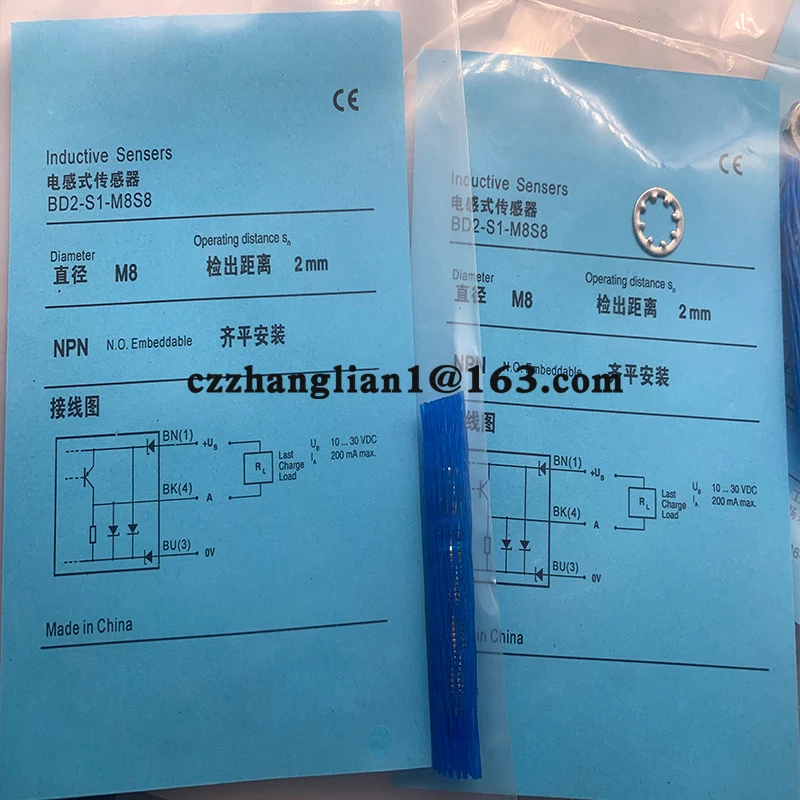 CE
Inductive Sensers
电感式传感器
BD2-S1-M8S8
Diameter
直径 M8
Operating distance sn
检出距离 2mm
NPN N.O. Embeddable 齐平安装
接线图
BN(1) +UB
BK(4) A
BU(3) 0V
RL
Last
Charge
Load
UB 10 ... 30 VDC
IA 200 mA max.
Made in China
CE
Inductive Sensers
电感式传感器
BD2-S1-M8S8
Diameter
直径 M8
Operating distance sn
检出距离 2mm
NPN N.O. Embeddable 齐平安装
线图
BN(1) +UB
BK(4) A
BU(3) 0V
RL
Last
Charge
Load
UB 10 ... 30 VDC
IA 200 mA max.
in China
czzhanglian1@163.com